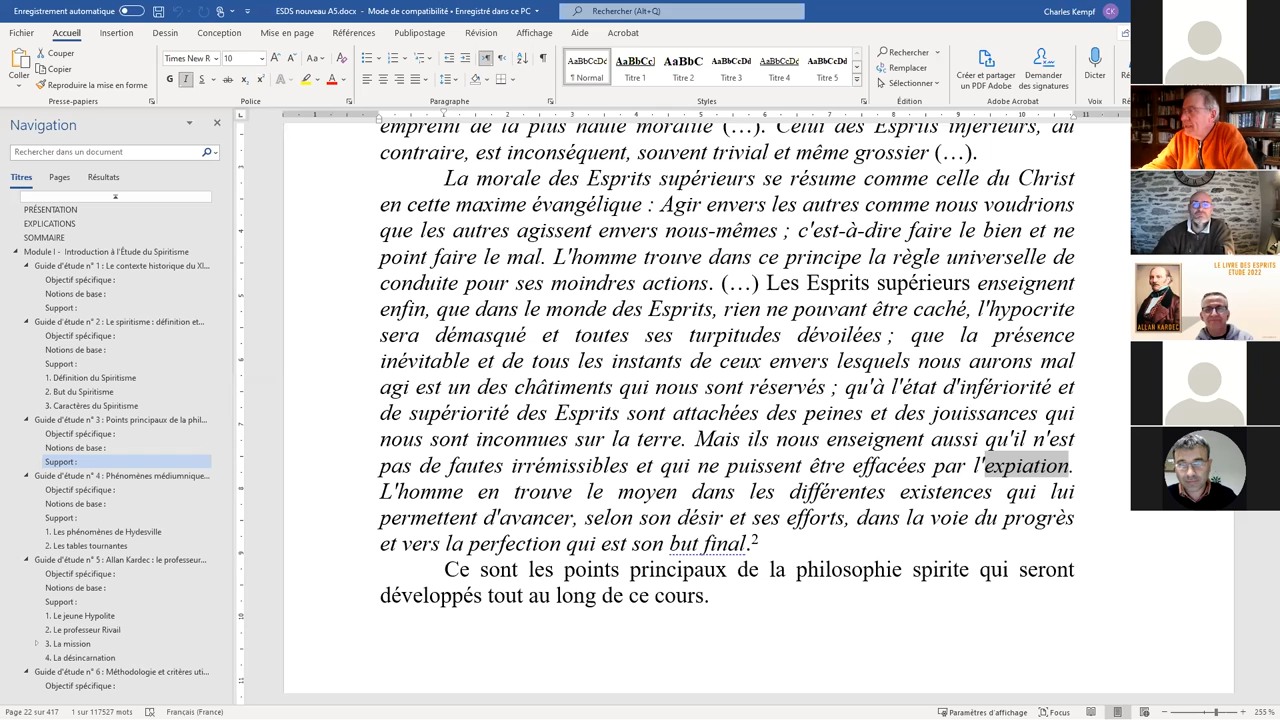 Enregistrement automatique
ESDS nouveau A5.docx - Mode de compatibilité • Enregistré dans ce PC
Rechercher (Alt+Q)
Charles Kempf
CK
Fichier Accueil Insertion Dessin Conception Mise en page Références Publipostage Révision Affichage Aide Acrobat
Coller
Couper
Copier
Reproduire la mise en forme
Presse-papiers
Times New R 10
G I S
Police
Paragraphe
AaBbCcDc AaBbCc AaBbC AaBbCcDc AaBbCcDc AaBbCcDc
¶ Normal Titre 1 Titre 2 Titre 3 Titre 4 Titre 5
Styles
Rechercher
Remplacer
Sélectionner
Édition
Créer et partager un PDF Adobe
Demander des signatures
Adobe Acrobat
Dicter
Voix
Navigation
Rechercher dans un document
Titres Pages Résultats
PRÉSENTATION
EXPLICATIONS
SOMMAIRE
Module I - Introduction à l'Étude du Spiritisme
Guide d'étude n° 1 : Le contexte historique du XI...
Objectif spécifique :
Notions de base :
Support :
Guide d'étude n° 2 : Le spiritisme : définition et...
Objectif spécifique :
Notions de base :
Support :
1. Définition du Spiritisme
2. But du Spiritisme
3. Caractères du Spiritisme
Guide d'étude n° 3 : Points principaux de la phil...
Objectif spécifique :
Notions de base :
Support :
Guide d'étude n° 4 : Phénomènes médiumnique...
Objectif spécifique :
Notions de base :
Support :
1. Les phénomènes de Hydesville
2. Les tables tournantes
Guide d'étude n° 5 : Allan Kardec : le professeur...
Objectif spécifique :
Notions de base :
Support :
1. Le jeune Hypolite
2. Le professeur Rivail
3. La mission
4. La désincarnation
Guide d'étude n° 6 : Méthodologie et critères uti...
Objectif spécifique :
empreint de la plus haute moralité (…). Celui des Esprits inférieurs, au
contraire, est inconséquent, souvent trivial et même grossier (…).
La morale des Esprits supérieurs se résume comme celle du Christ
en cette maxime évangélique : Agir envers les autres comme nous voudrions
que les autres agissent envers nous-mêmes ; c'est-à-dire faire le bien et ne
point faire le mal. L'homme trouve dans ce principe la règle universelle de
conduite pour ses moindres actions. (…) Les Esprits supérieurs enseignent
enfin, que dans le monde des Esprits, rien ne pouvant être caché, l'hypocrite
sera démasqué et toutes ses turpitudes dévoilées ; que la présence
inévitable et de tous les instants de ceux envers lesquels nous aurons mal
agi est un des châtiments qui nous sont réservés ; qu'à l'état d'infériorité et
de supériorité des Esprits sont attachées des peines et des jouissances qui
nous sont inconnues sur la terre. Mais ils nous enseignent aussi qu'il n'est
pas de fautes irrémissibles et qui ne puissent être effacées par l'expiation.
L'homme en trouve le moyen dans les différentes existences qui lui
permettent d'avancer, selon son désir et ses efforts, dans la voie du progrès
et vers la perfection qui est son but final.²
Ce sont les points principaux de la philosophie spirite qui seront
développés tout au long de ce cours.
LE LIVRE DES ESPRITS
ETUDE 2022
ALLAN KARDEC
Page 22 sur 417
1 sur 117527 mots
Français (France)
Paramètres d'affichage
Focus
255 %